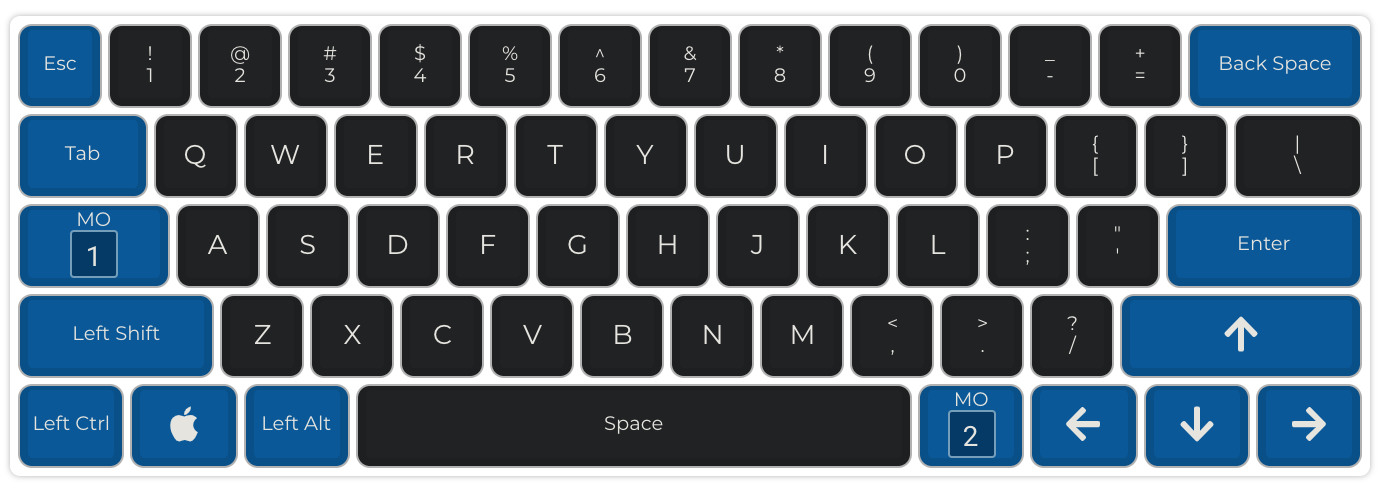 Esc ! @ # $ % ^ & * ( ) _ + Back Space
1 2 3 4 5 6 7 8 9 0 - =
Tab Q W E R T Y U I O P { } |
[ ] \
MO
1 A S D F G H J K L : " Enter
; '
Left Shift Z X C V B N M < > ?
, . /
Left Ctrl Left Alt Space MO
2